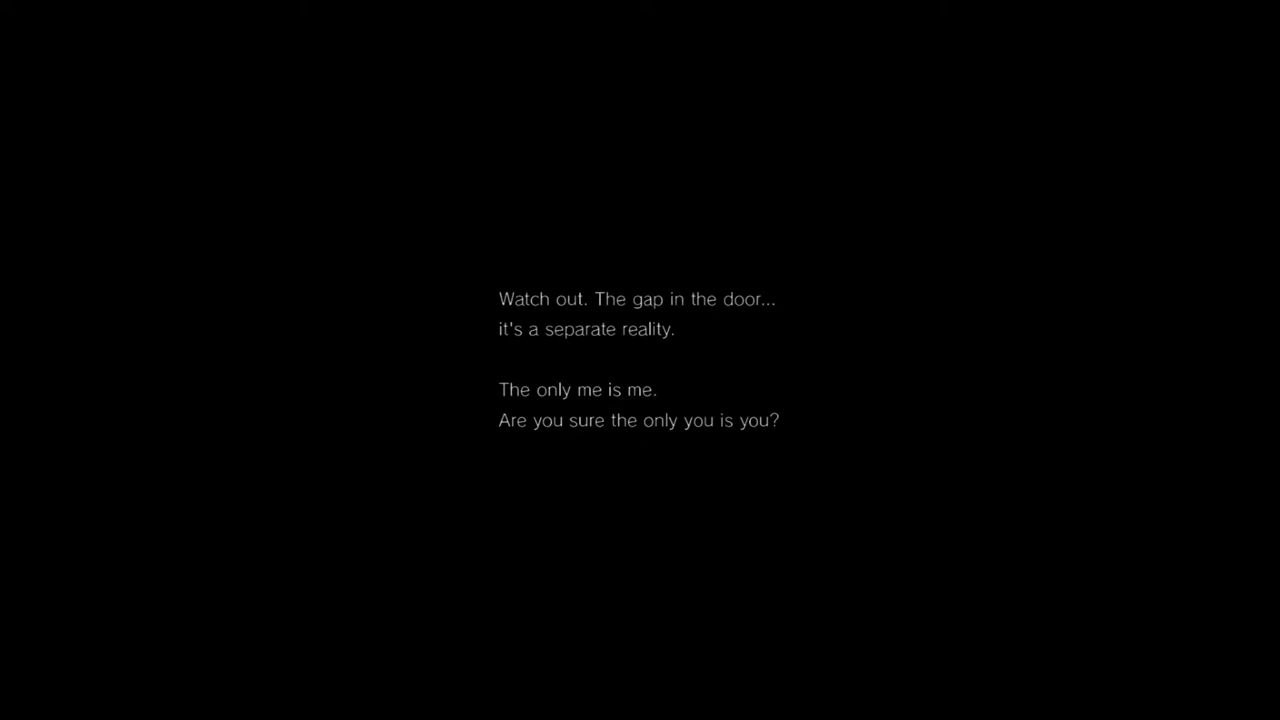 Watch out. The gap in the door...
it's a separate reality.
The only me is me.
Are you sure the only you is you?